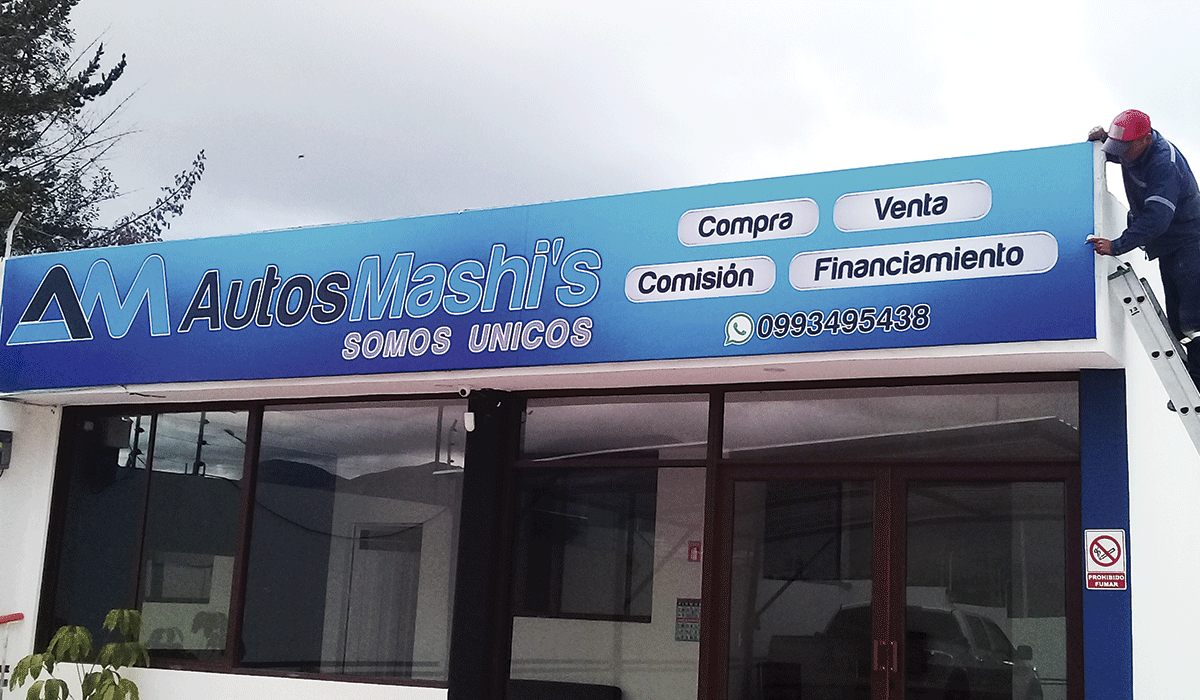 AM AutosMashi's
SOMOS UNICOS
Compra
Venta
Comisión
Financiamiento
0993495438
PROHIBIDO
FUMAR